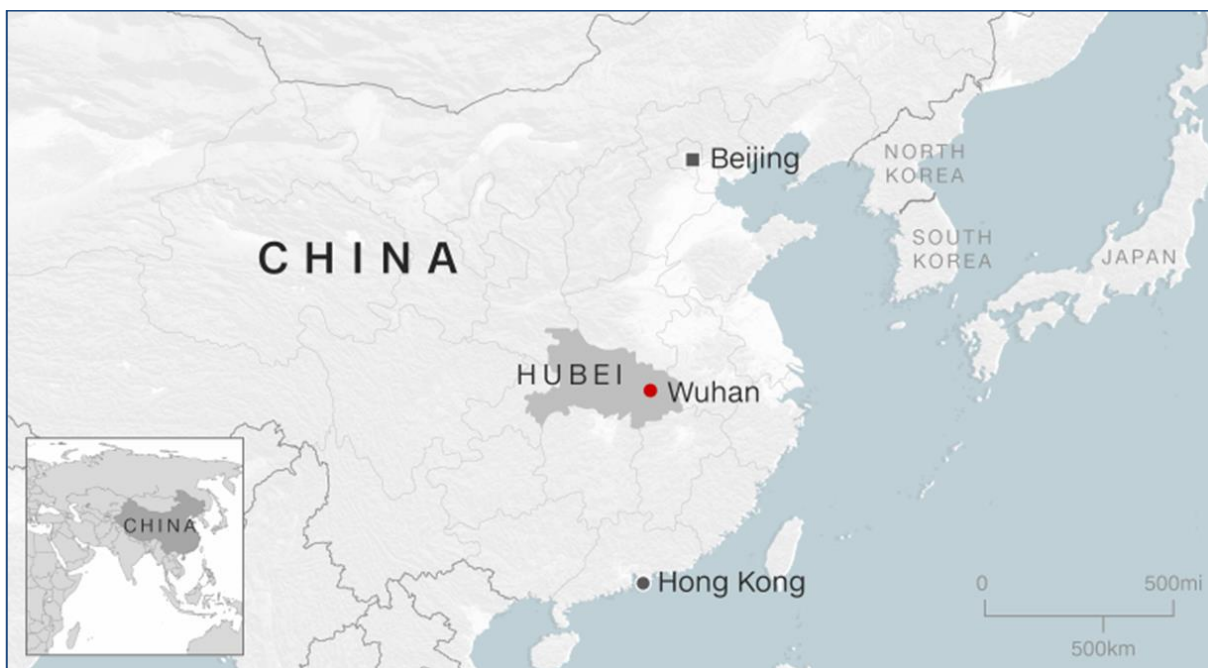 Beijing
NORTH
KOREA
SOUTH
KOREA
JAPAN
CHINA
HUBEI
Wuhan
CHINA
Hong Kong
0 500mi
500km